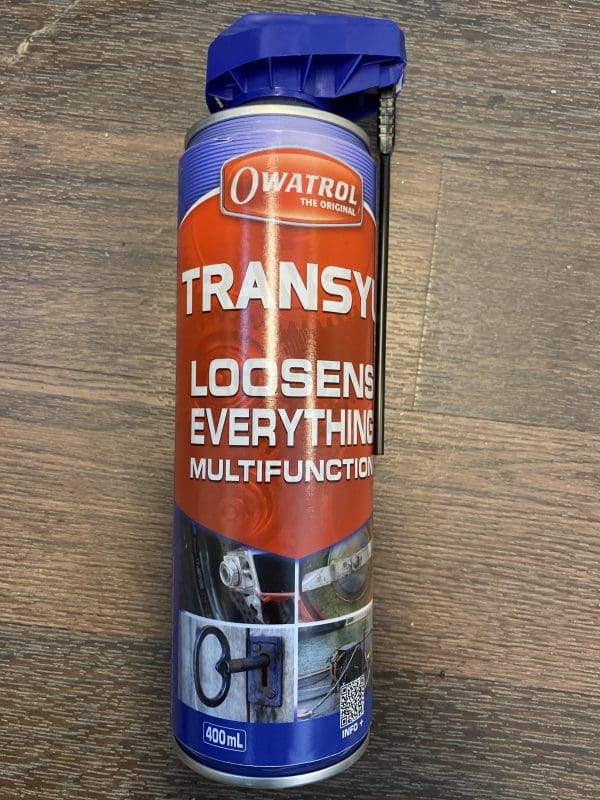 OWATROL
THE ORIGINAL
TRANSY
LOOSENS
EVERYTHING
MULTIFUNCTION
400mL
INFO +